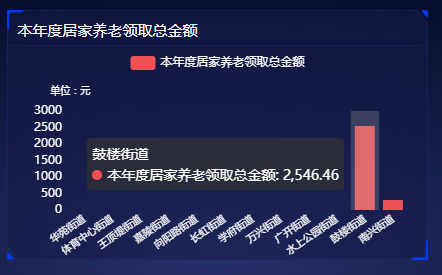 本年度居家养老领取总金额
本年度居家养老领取总金额
单位：元
3000
2500
2000
1500
1000
500
0
鼓楼街道
本年度居家养老领取总金额: 2,546.46
华苑街道
体育中心街道
王顶堤街道
嘉陵街道
向阳路街道
长虹街道
学府街道
万兴街道
广开街道
水上公园街道
鼓楼街道
南兴街道